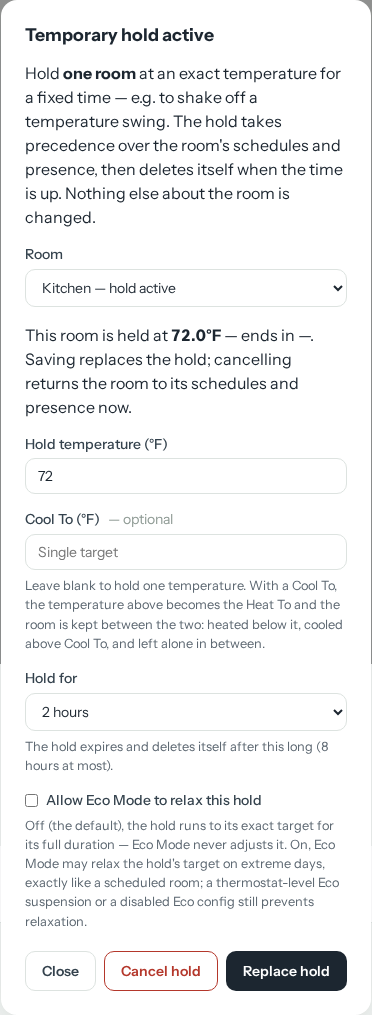 Temporary hold active
Hold one room at an exact temperature for
a fixed time — e.g. to shake off a
temperature swing. The hold takes
precedence over the room's schedules and
presence, then deletes itself when the time
is up. Nothing else about the room is
changed.
Room
Kitchen — hold active
This room is held at 72.0°F — ends in —.
Saving replaces the hold; cancelling
returns the room to its schedules and
presence now.
Hold temperature (°F)
72
Cool To (°F) — optional
Single target
Leave blank to hold one temperature. With a Cool To,
the temperature above becomes the Heat To and the
room is kept between the two: heated below it, cooled
above Cool To, and left alone in between.
Hold for
2 hours
The hold expires and deletes itself after this long (8
hours at most).
Allow Eco Mode to relax this hold
Off (the default), the hold runs to its exact target for
its full duration — Eco Mode never adjusts it. On, Eco
Mode may relax the hold's target on extreme days,
exactly like a scheduled room; a thermostat-level Eco
suspension or a disabled Eco config still prevents
relaxation.
Close
Cancel hold
Replace hold